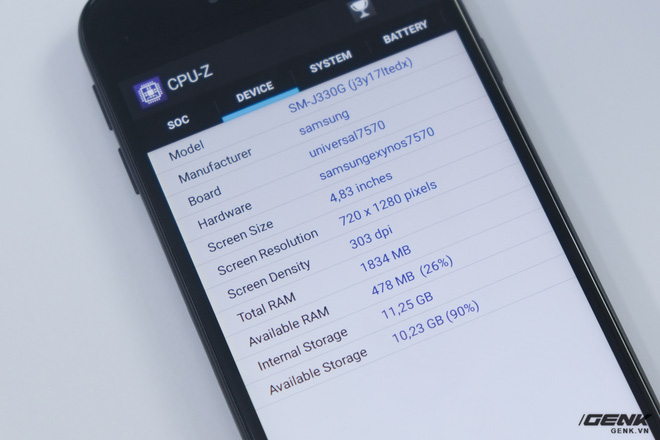 CPU-Z
SOC DEVICE SYSTEM BATTERY
Model SM-J330G (j3y17ltedx)
Manufacturer samsung
Board universal7570
Hardware samsungexynos7570
Screen Size 4,83 inches
Screen Resolution 720 x 1280 pixels
Screen Density 303 dpi
Total RAM 1834 MB
Available RAM 478 MB (26%)
Internal Storage 11,25 GB
Available Storage 10,23 GB (90%)
GENK
GENK.VN